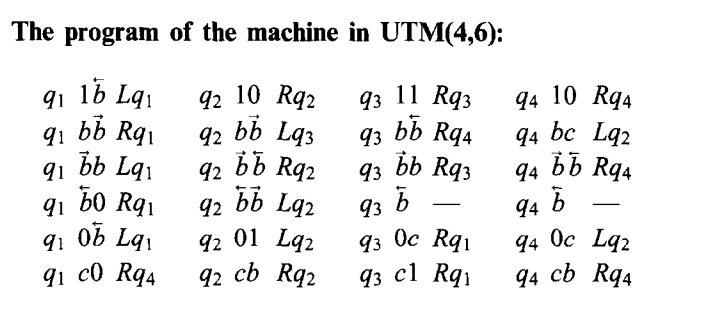 The program of the machine in UTM(4,6):
q₁ 1b⃖ Lq₁ q₂ 10 Rq₂ q₃ 11 Rq₃ q₄ 10 Rq₄
q₁ bb⃗ Rq₁ q₂ bb⃗ Lq₃ q₃ bb⃖ Rq₄ q₄ bc Lq₂
q₁ b⃗b Lq₁ q₂ b⃗b⃖ Rq₂ q₃ b⃗b Rq₃ q₄ b⃗b⃖ Rq₄
q₁ b⃖0 Rq₁ q₂ b⃖b⃗ Lq₂ q₃ b⃖ — q₄ b⃖ —
q₁ 0b⃖ Lq₁ q₂ 01 Lq₂ q₃ 0c Rq₁ q₄ 0c Lq₂
q₁ c0 Rq₄ q₂ cb Rq₂ q₃ c1 Rq₁ q₄ cb Rq₄